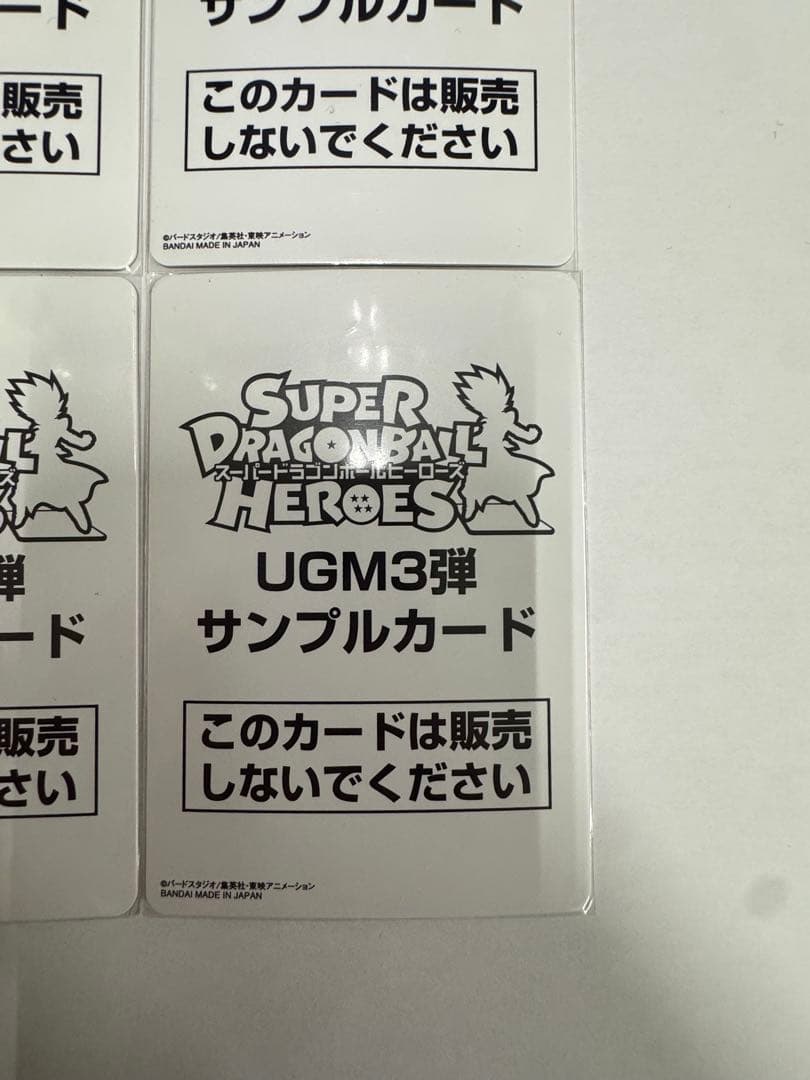 ード
サンプルカード
販売
さい
このカードは販売
しないでください
©バードスタジオ/集英社・東映アニメーション
BANDAI MADE IN JAPAN
SUPER
DRAGONBALL
スーパードラゴンボールヒーローズ
HEROES
UGM3弾
サンプルカード
このカードは販売
しないでください
©バードスタジオ/集英社・東映アニメーション
BANDAI MADE IN JAPAN
弾
ード
販売
さい